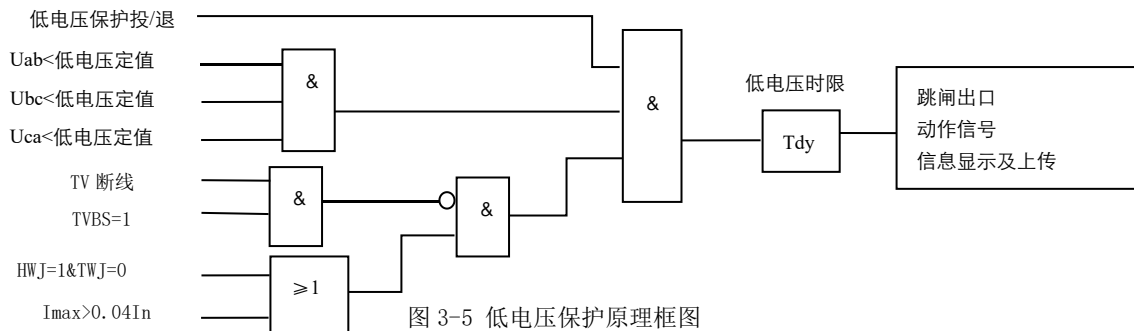 低电压保护投/退
Uab<低电压定值
Ubc<低电压定值
Uca<低电压定值
&
TV 断线
TVBS=1
&
&
HWJ=1&TWJ=0
Imax>0.04In
≥1
&
低电压时限
Tdy
跳闸出口
动作信号
信息显示及上传
图 3-5 低电压保护原理框图